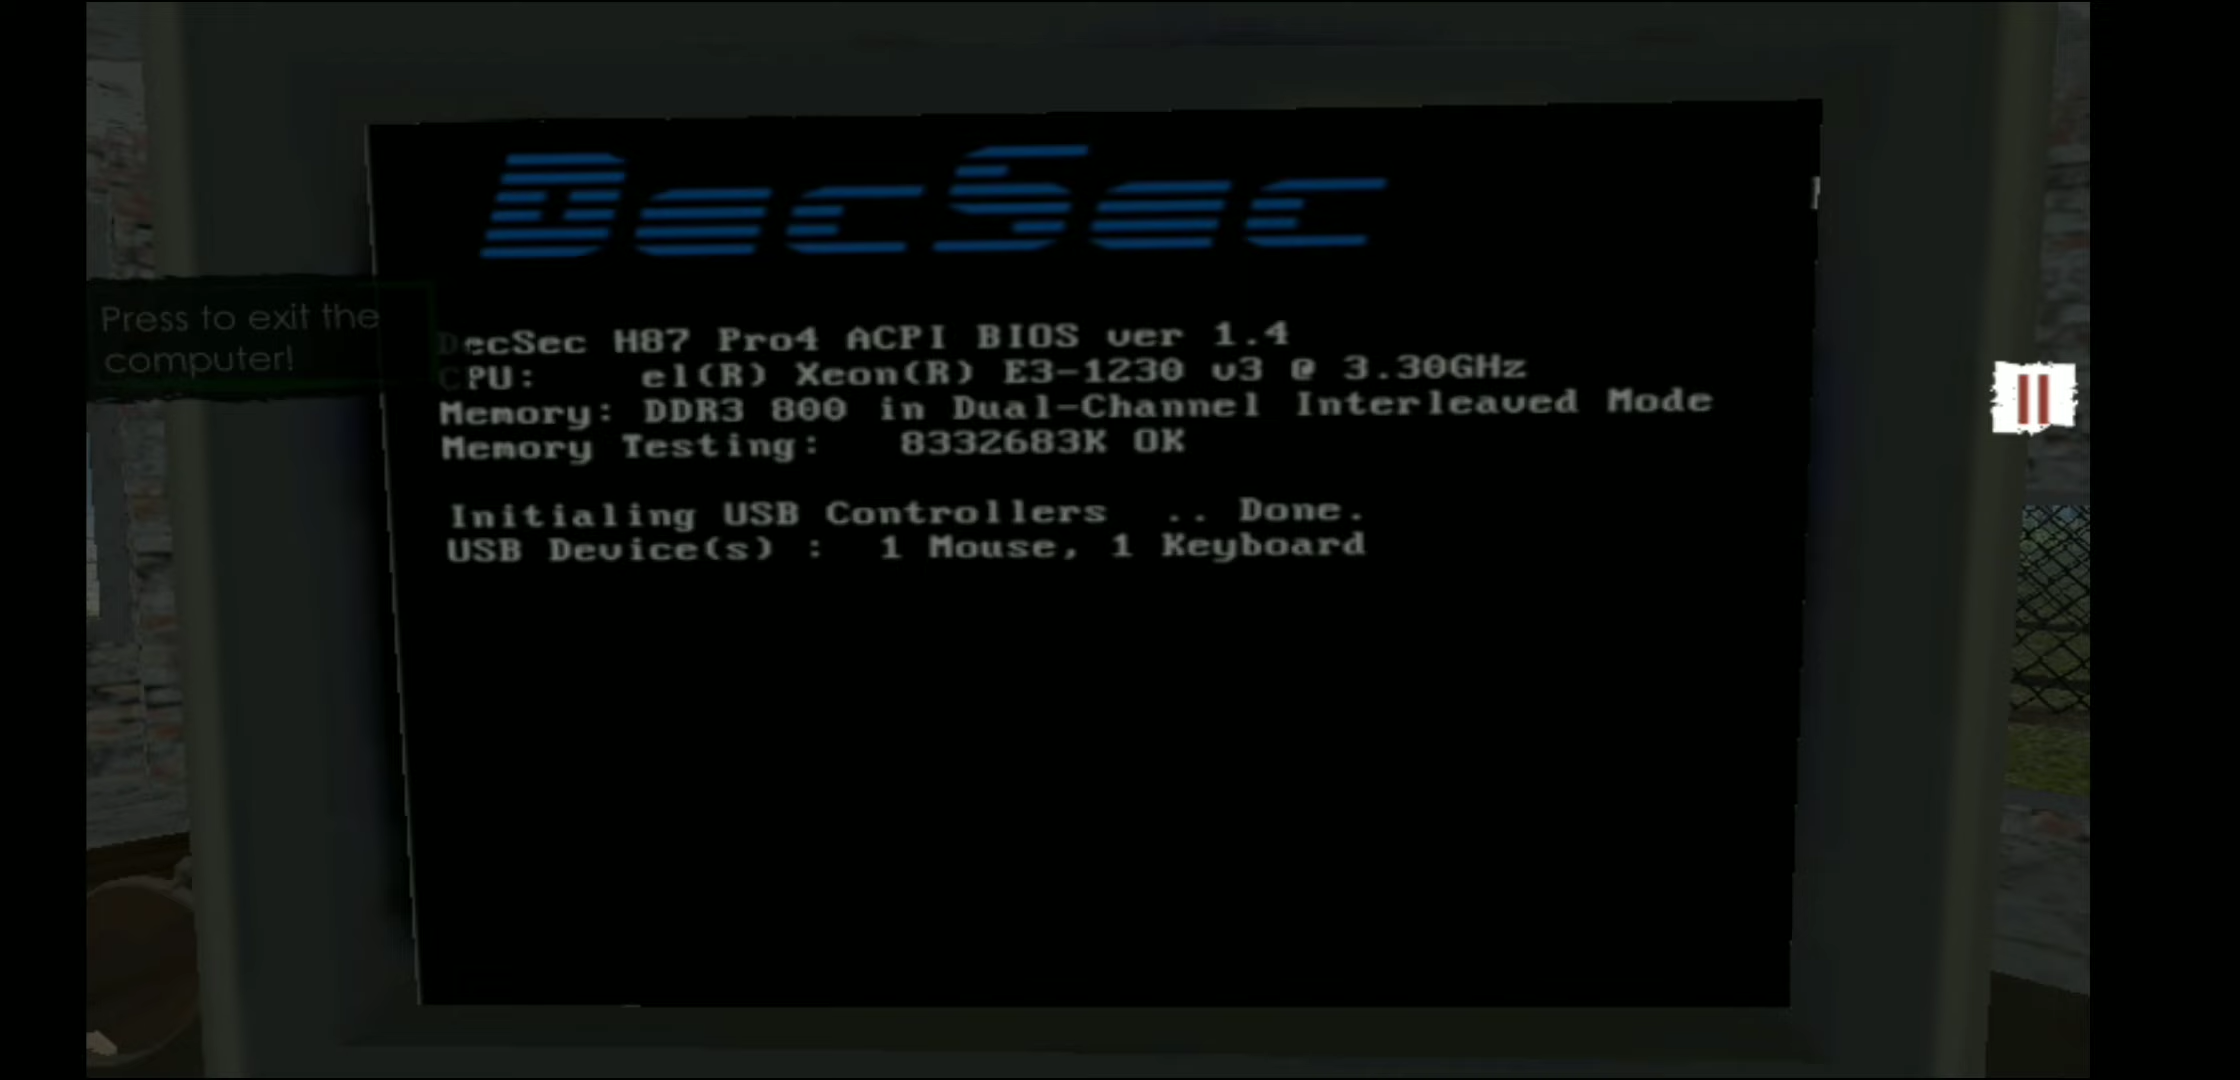 DecSec
Press to exit the
computer!
DecSec H87 Pro4 ACPI BIOS ver 1.4
CPU: el(R) Xeon(R) E3-1230 v3 @ 3.30GHz
Memory: DDR3 800 in Dual-Channel Interleaved Mode
Memory Testing: 8332683K OK
Initialing USB Controllers .. Done.
USB Device(s) : 1 Mouse, 1 Keyboard